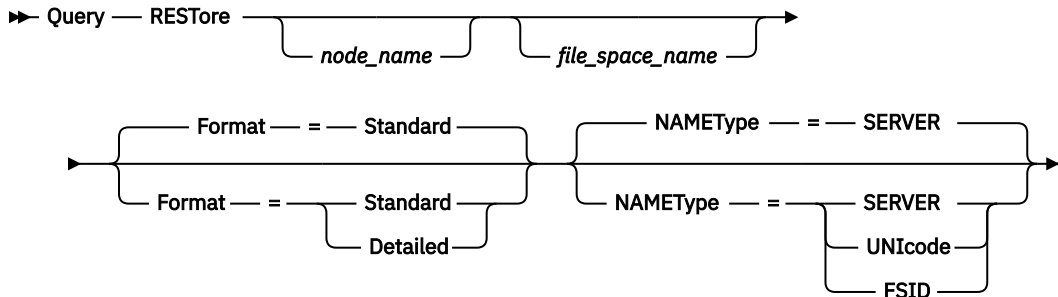 Query RESTore
node_name file_space_name
Format = Standard NAMEType = SERVER
Format = Standard NAMEType = SERVER
Detailed UNIcode
FSID